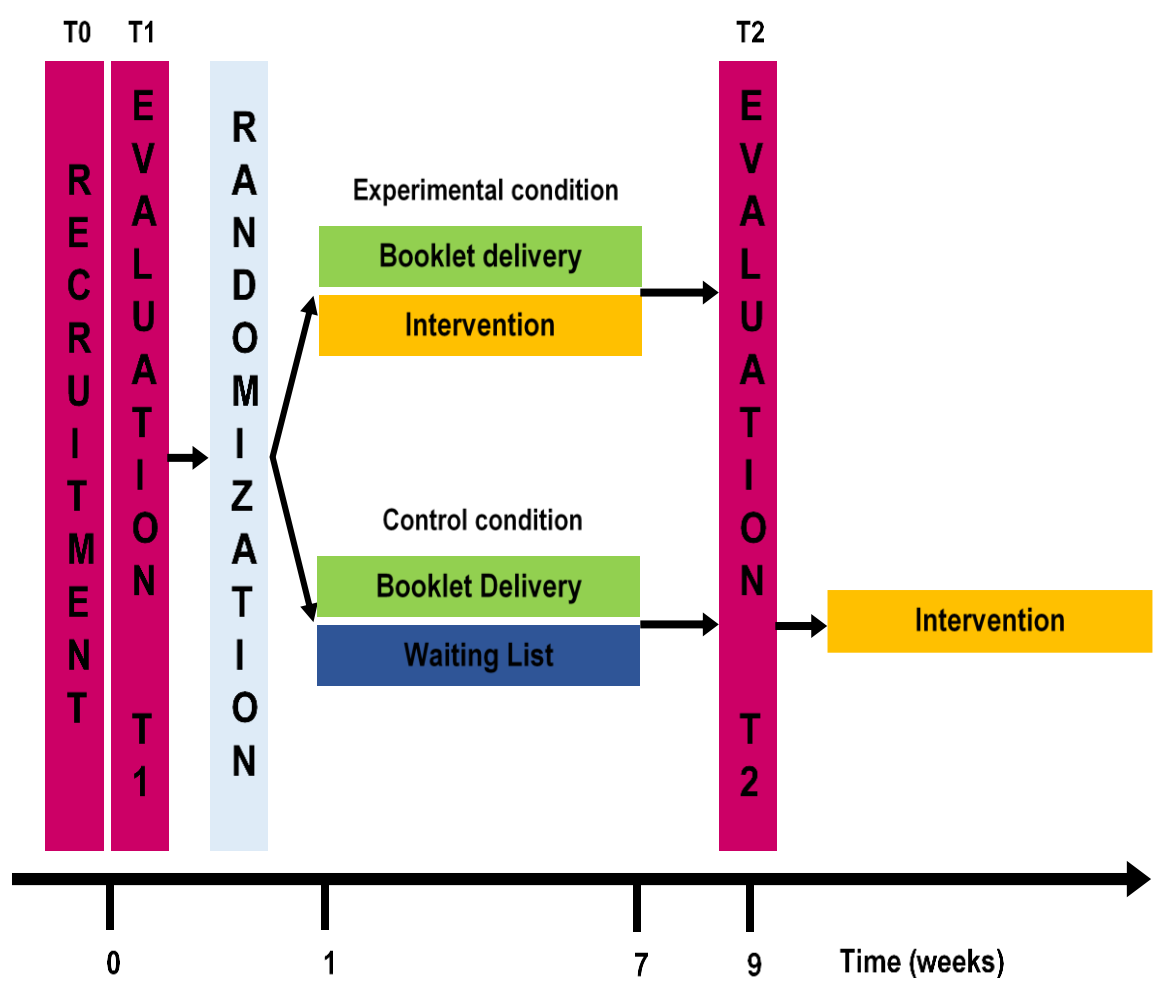 T0
T1
T2
RECRUITMENT
EVALUATION T1
RANDOMIZATION
Experimental condition
Booklet delivery
Intervention
Control condition
Booklet Delivery
Waiting List
EVALUATION T2
Intervention
0
1
7
9
Time (weeks)